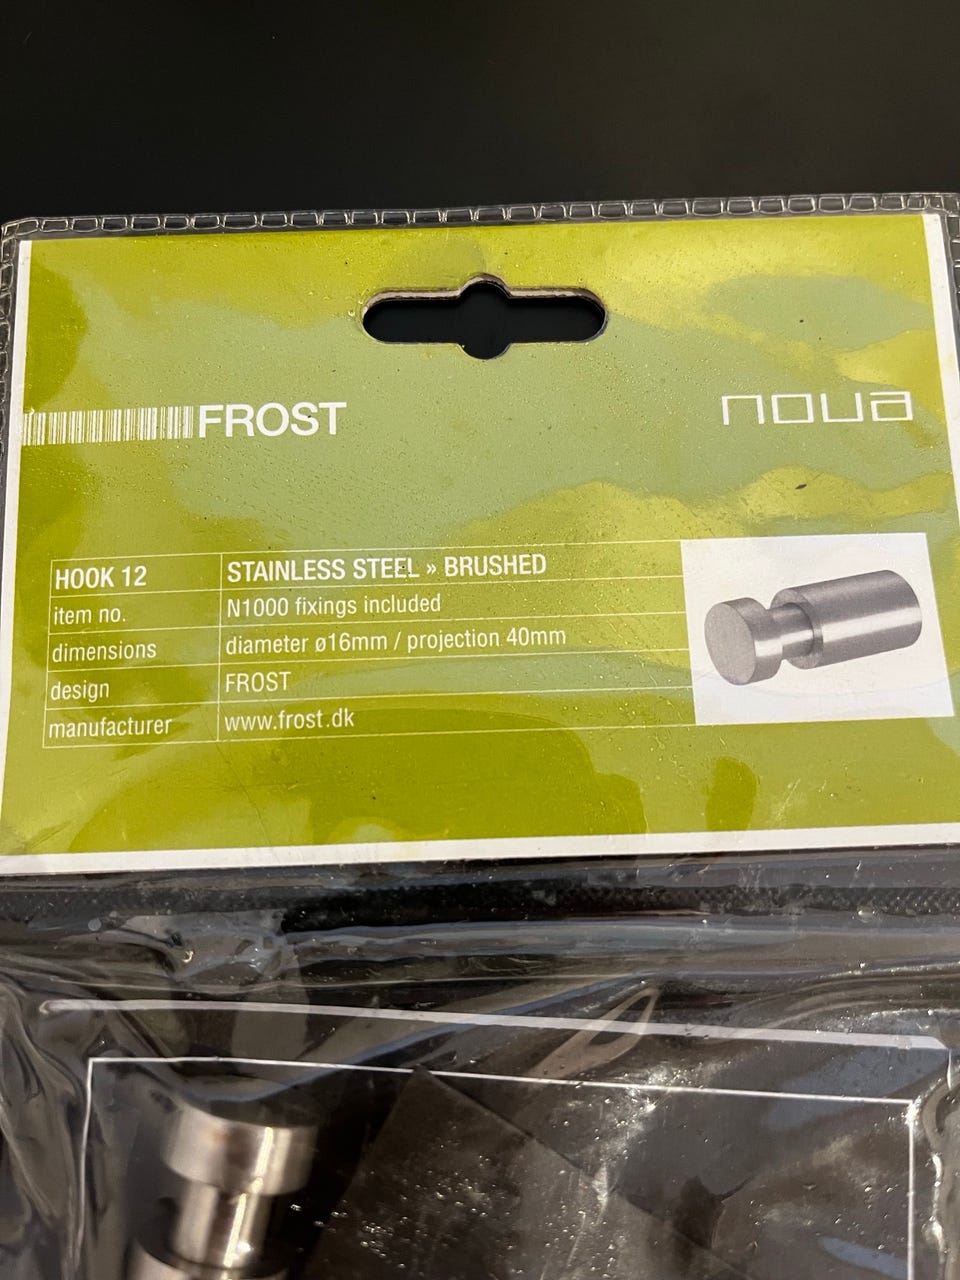 FROST
noua
HOOK 12 STAINLESS STEEL » BRUSHED
item no. N1000 fixings included
dimensions diameter ø16mm / projection 40mm
design FROST
manufacturer www.frost.dk